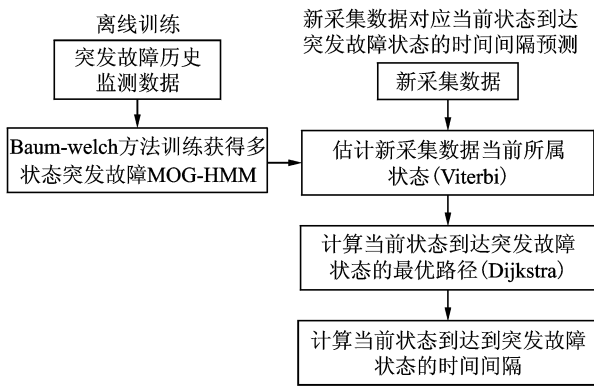 离线训练
突发故障历史
监测数据
Baum-welch方法训练获得多
状态突发故障MOG-HMM
新采集数据对应当前状态到达
突发故障状态的时间间隔预测
新采集数据
估计新采集数据当前所属
状态(Viterbi)
计算当前状态到达突发故障
状态的最优路径(Dijkstra)
计算当前状态到达到突发故障
状态的时间间隔